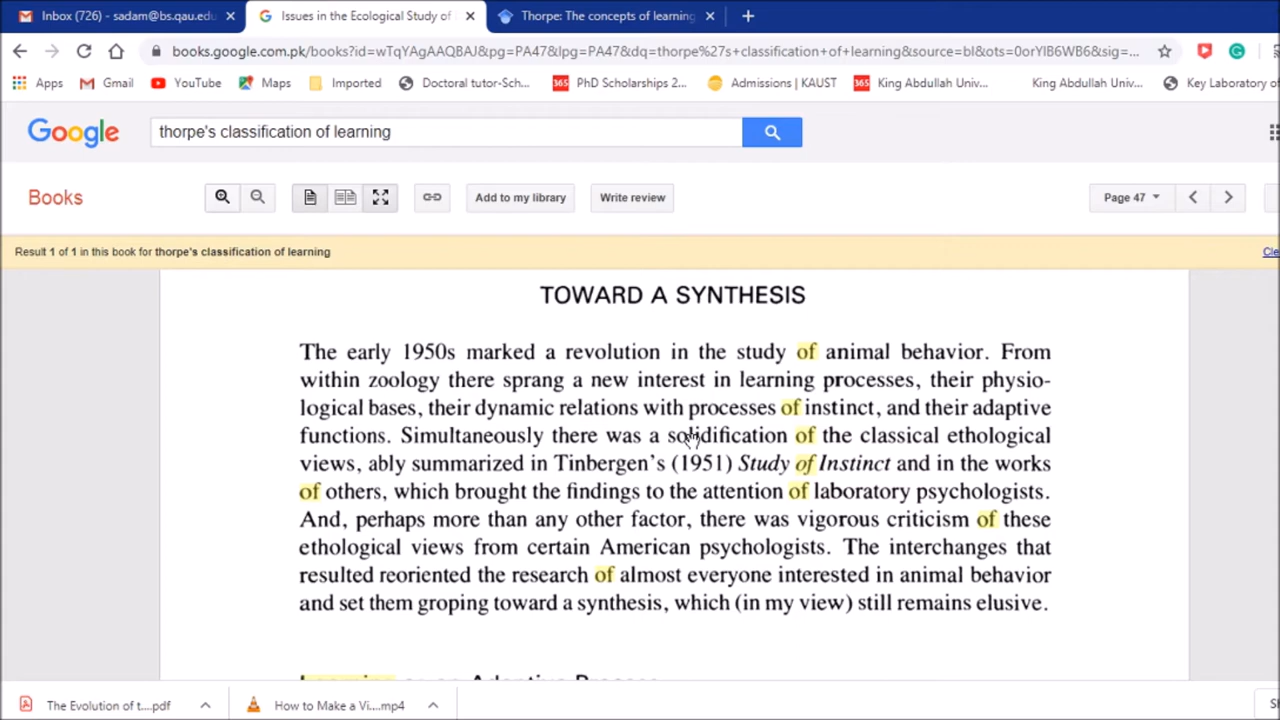 Inbox (726) - sadam@bs.qau.edu
Issues in the Ecological Study of
Thorpe: The concepts of learning
books.google.com.pk/books?id=wTqYAgAAQBAJ&pg=PA47&lpg=PA47&dq=thorpe%27s+classification+of+learning&source=bl&ots=0orYlB6WB6&sig=...
Apps Gmail YouTube Maps Imported Doctoral tutor-Sch... PhD Scholarships 2... Admissions | KAUST King Abdullah Univ... King Abdullah Univ... Key Laboratory of
Google
thorpe's classification of learning
Books
Add to my library
Write review
Page 47
Result 1 of 1 in this book for thorpe's classification of learning
TOWARD A SYNTHESIS
The early 1950s marked a revolution in the study of animal behavior. From
within zoology there sprang a new interest in learning processes, their physio-
logical bases, their dynamic relations with processes of instinct, and their adaptive
functions. Simultaneously there was a solidification of the classical ethological
views, ably summarized in Tinbergen's (1951) Study of Instinct and in the works
of others, which brought the findings to the attention of laboratory psychologists.
And, perhaps more than any other factor, there was vigorous criticism of these
ethological views from certain American psychologists. The interchanges that
resulted reoriented the research of almost everyone interested in animal behavior
and set them groping toward a synthesis, which (in my view) still remains elusive.
The Evolution of t....pdf
How to Make a Vi....mp4